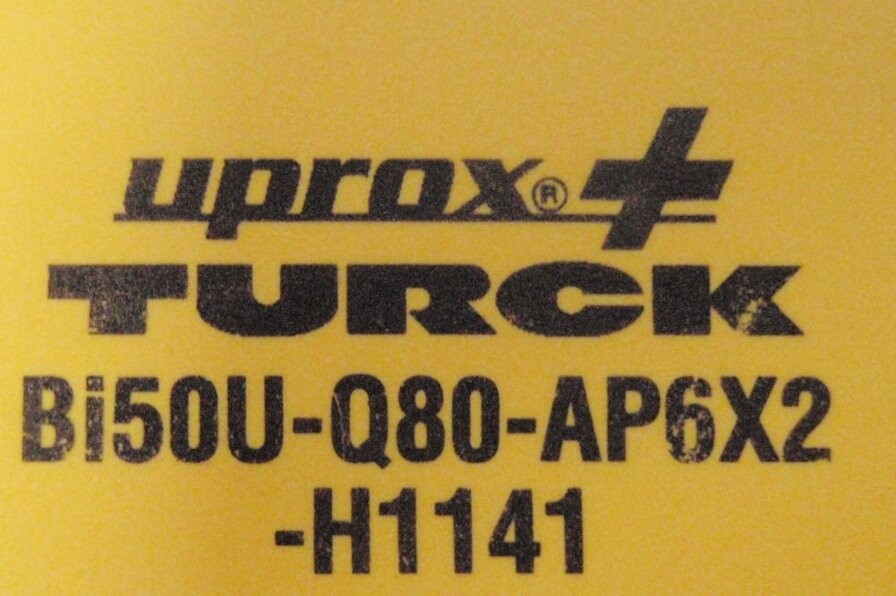 uprox®+
TURCK
Bi50U-Q80-AP6X2
-H1141